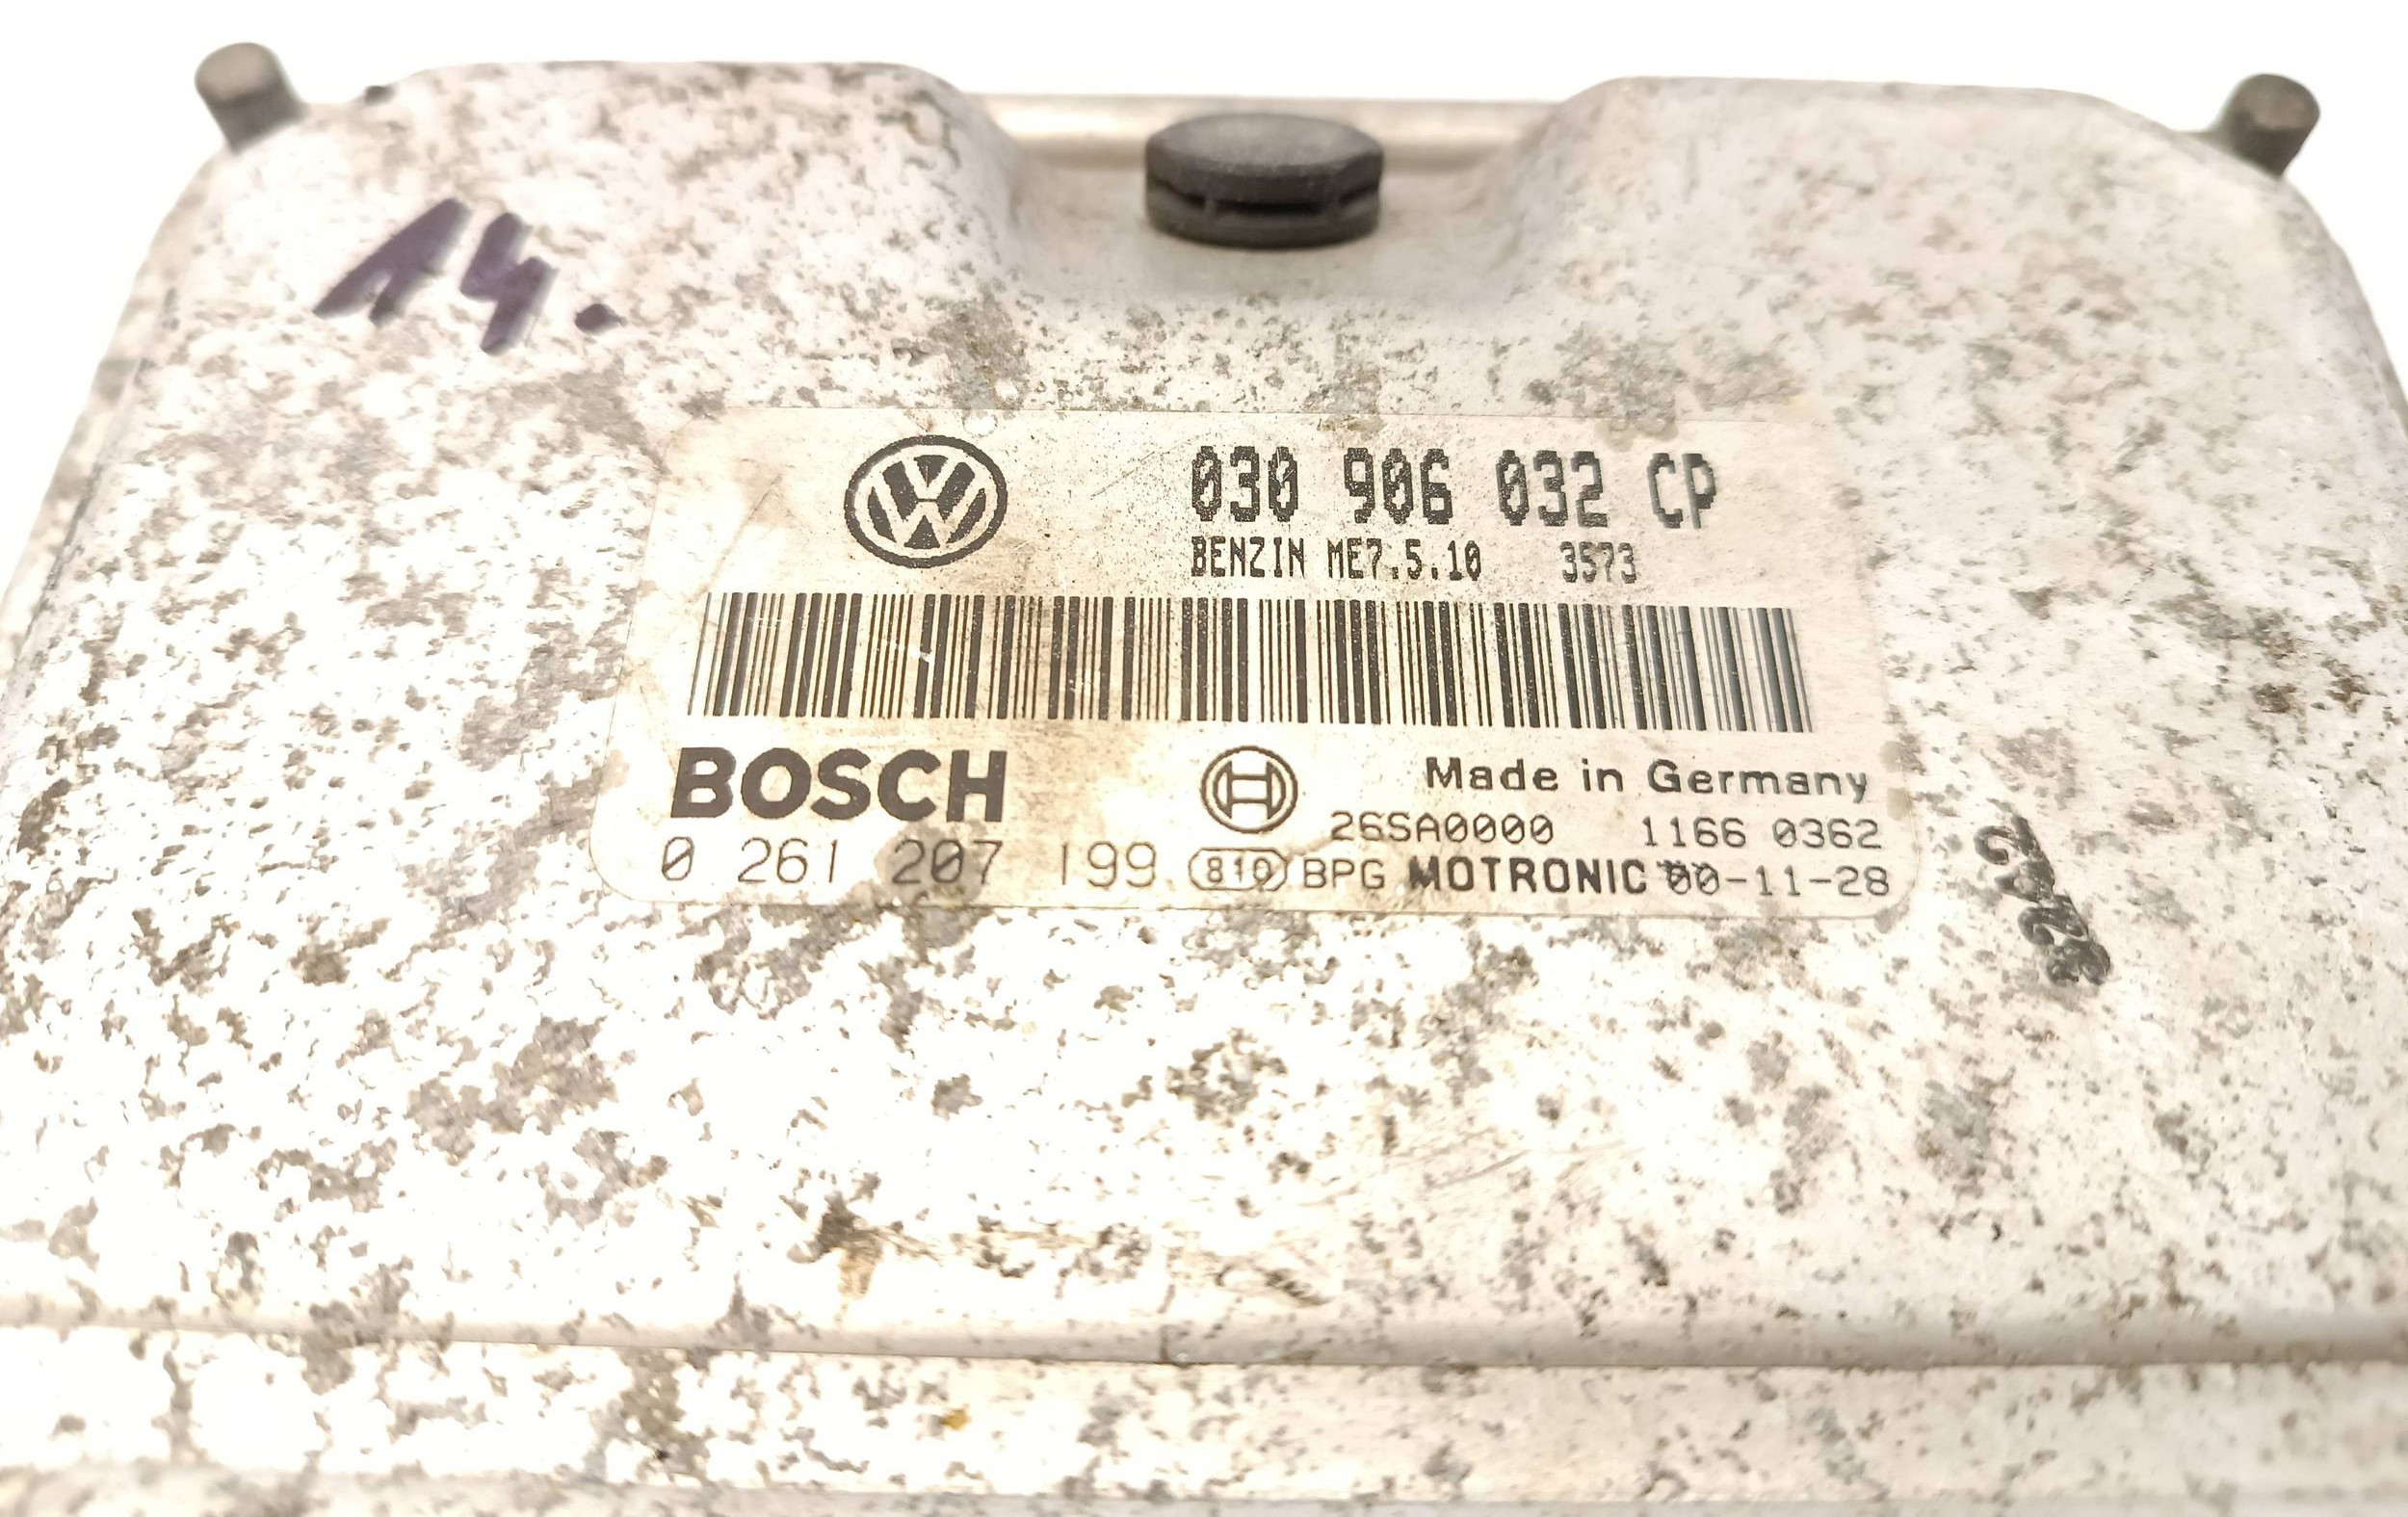 14.
030 906 032 CP
BENZIN ME7.5.10 3573
BOSCH
Made in Germany
26SA0000 1166 0362
0 261 207 199 810 BPG MOTRONIC 00-11-28